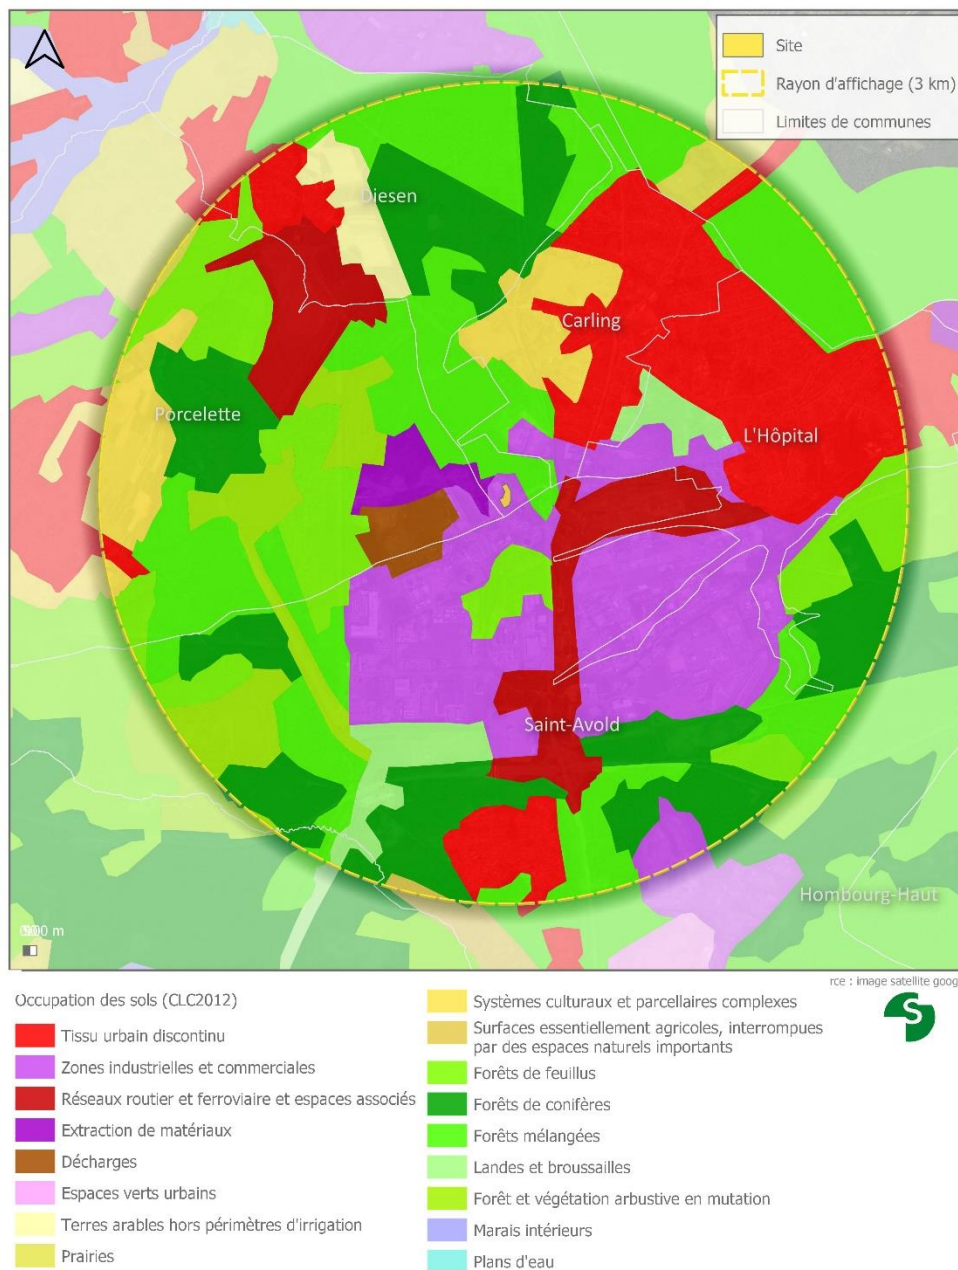 Site
Rayon d'affichage (3 km)
Limites de communes
Diesen
Carling
Porcelette
L'Hôpital
Saint-Avold
Hombourg-Haut
m
rce : image satellite goog
Occupation des sols (CLC2012)
Tissu urbain discontinu
Zones industrielles et commerciales
Réseaux routier et ferroviaire et espaces associés
Extraction de matériaux
Décharges
Espaces verts urbains
Terres arables hors périmètres d'irrigation
Prairies
Systèmes culturaux et parcellaires complexes
Surfaces essentiellement agricoles, interrompues
par des espaces naturels importants
Forêts de feuillus
Forêts de conifères
Forêts mélangées
Landes et broussailles
Forêt et végétation arbustive en mutation
Marais intérieurs
Plans d'eau
S